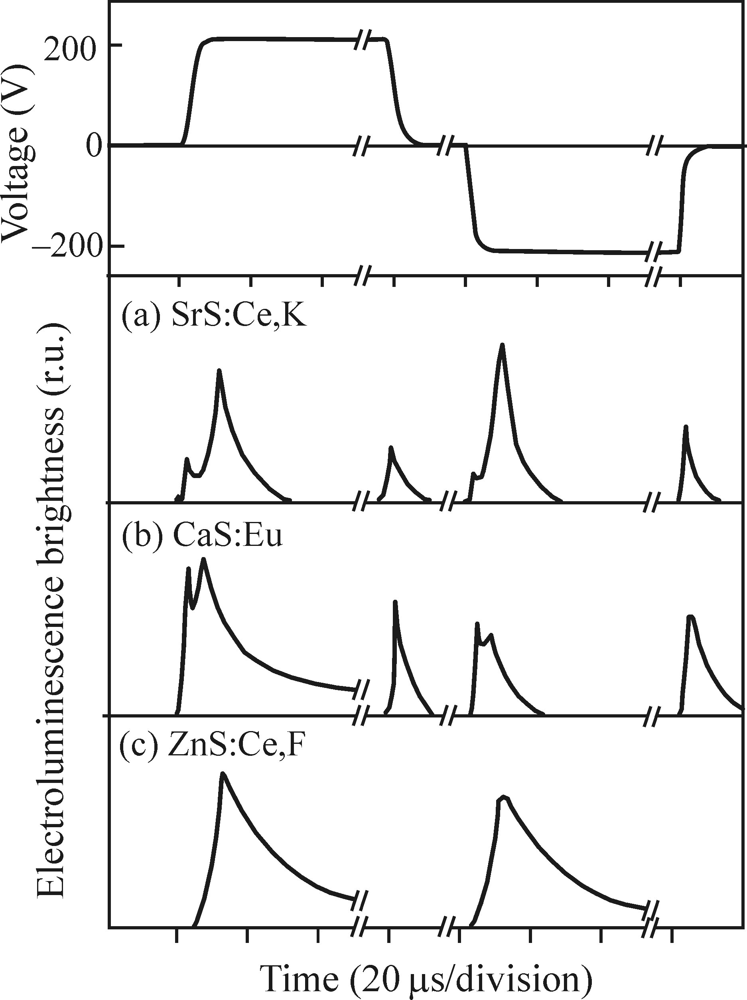 Voltage (V)
200
0
–200
Electroluminescence brightness (r.u.)
(a) SrS:Ce,K
(b) CaS:Eu
(c) ZnS:Ce,F
Time (20 μs/division)